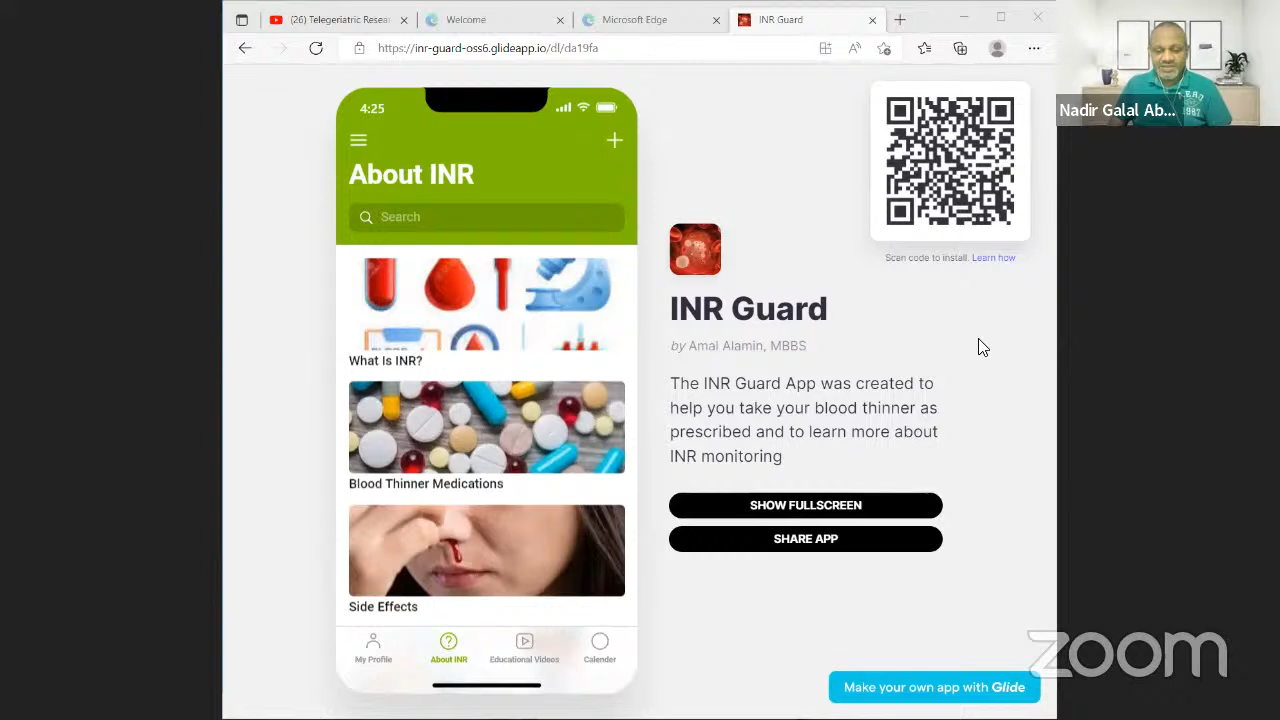 (26) Telegeriatric Resea
Welcome
Microsoft Edge
INR Guard
https://inr-guard-oss6.glideapp.io/dl/da19fa
Nadir Galal Ab...
4:25
About INR
Search
What Is INR?
Blood Thinner Medications
Side Effects
My Profile
About INR
Educational Videos
Calender
Scan code to install. Learn how
INR Guard
by Amal Alamin, MBBS
The INR Guard App was created to
help you take your blood thinner as
prescribed and to learn more about
INR monitoring
SHOW FULLSCREEN
SHARE APP
Make your own app with Glide
zoom